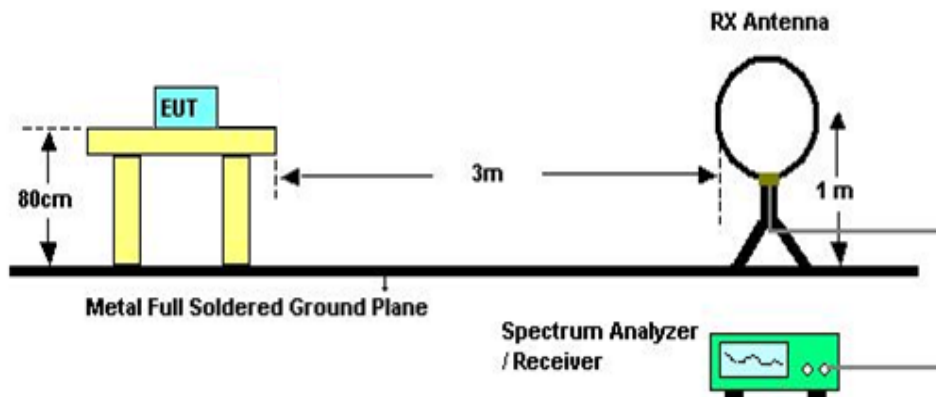 RX Antenna
EUT
80cm
3m
1 m
Metal Full Soldered Ground Plane
Spectrum Analyzer
/ Receiver